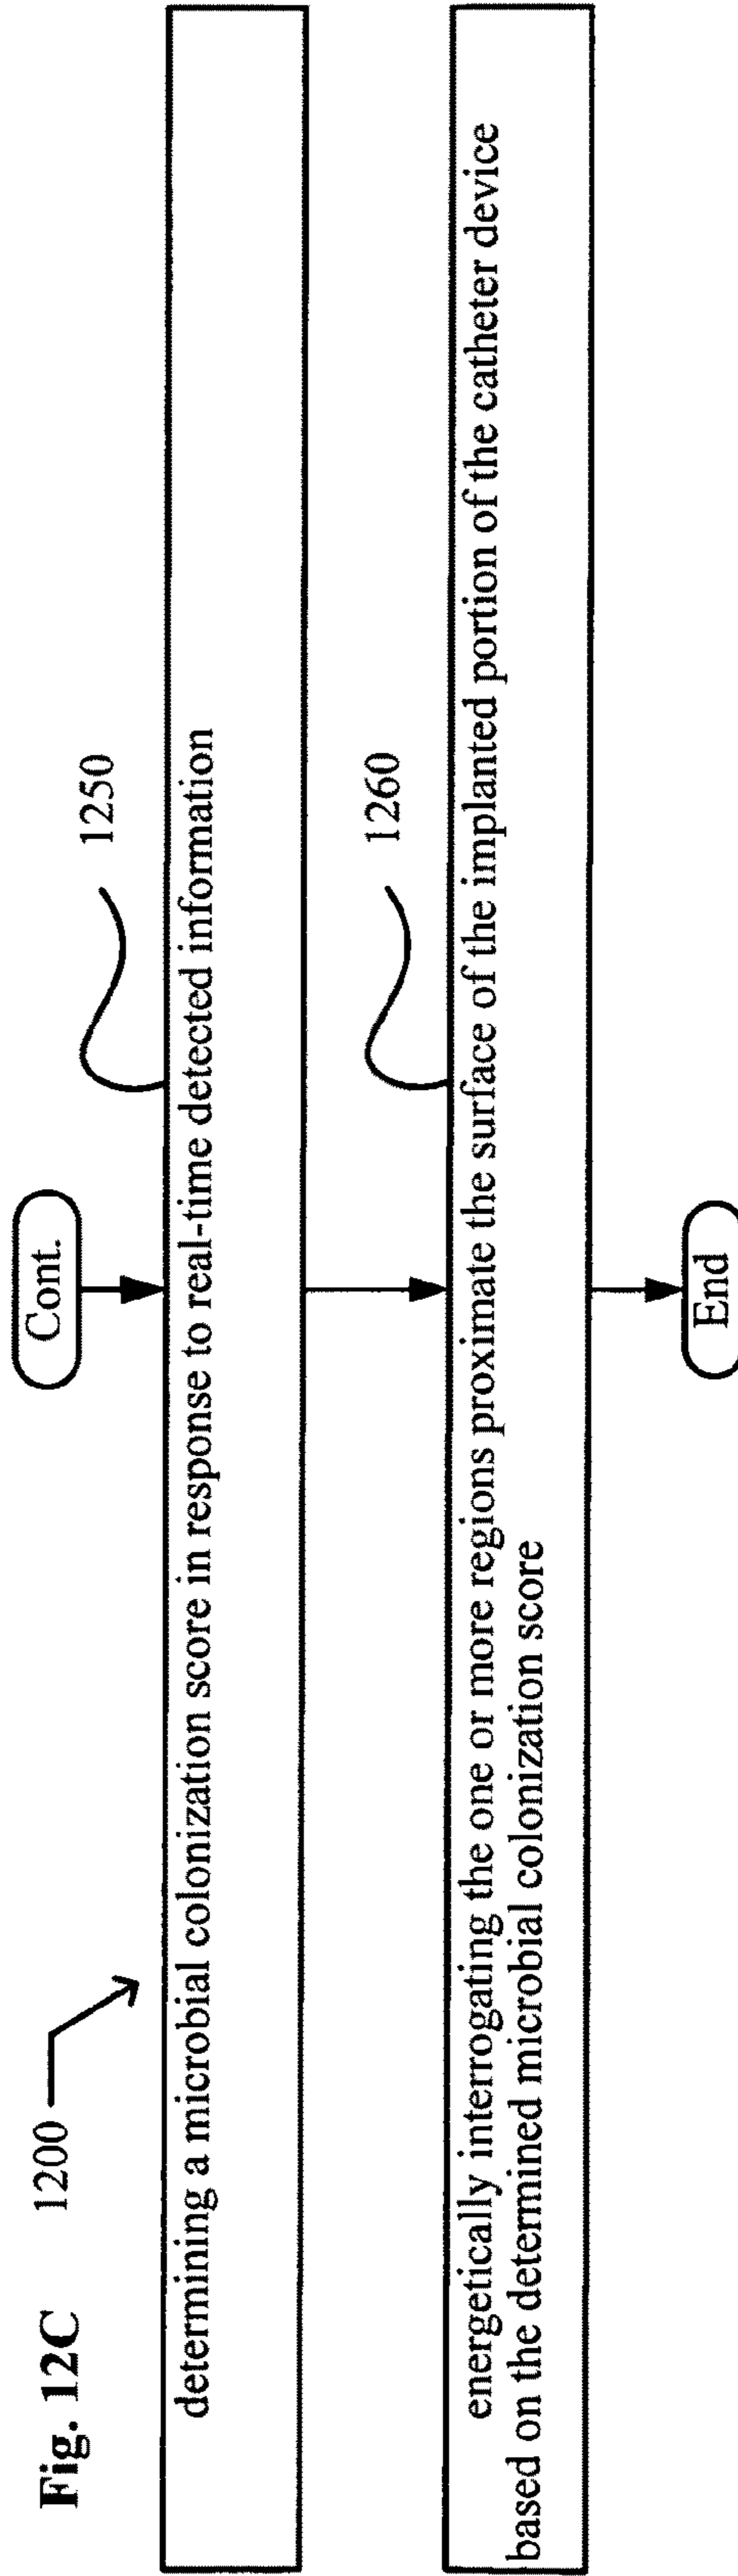 Fig. 12C
1200
Cont.
1250
determining a microbial colonization score in response to real-time detected information
1260
energetically interrogating the one or more regions proximate the surface of the implanted portion of the catheter device
based on the determined microbial colonization score
End